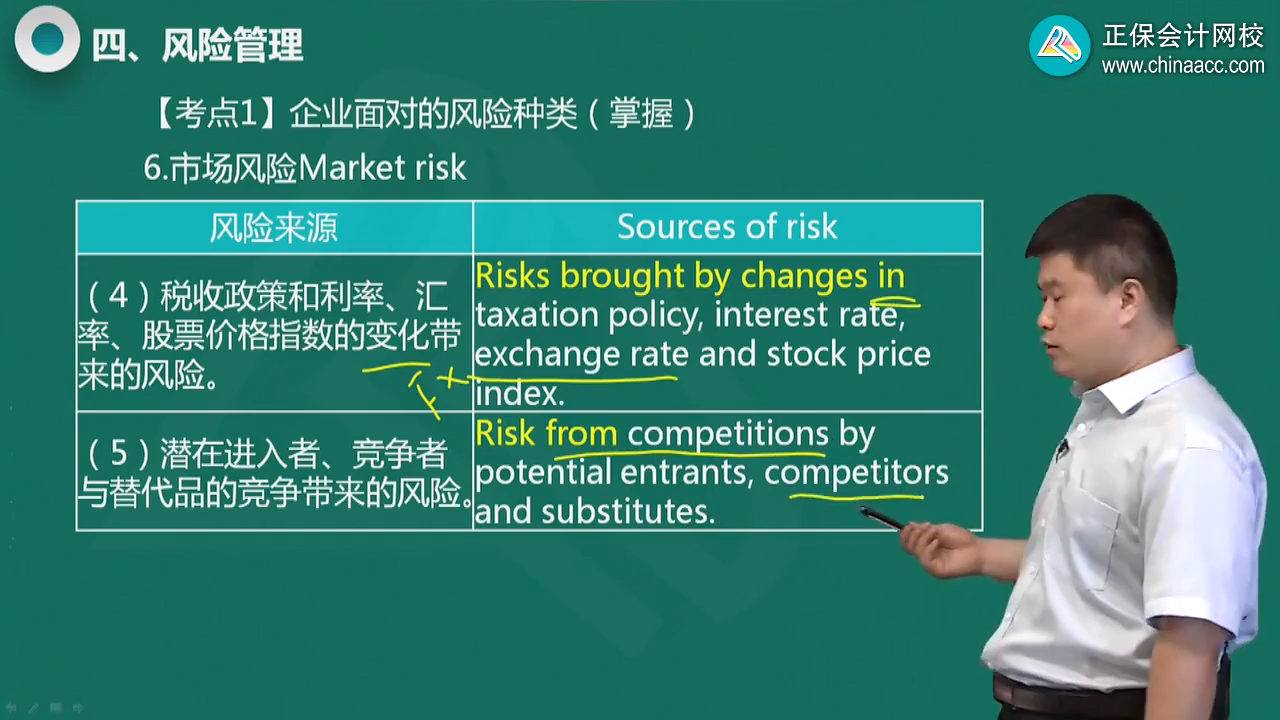 四、风险管理
正保会计网校
www.chinaacc.com
【考点1】企业面对的风险种类（掌握）
6.市场风险Market risk
风险来源
Sources of risk
（4）税收政策和利率、汇
率、股票价格指数的变化带
来的风险。
Risks brought by changes in
taxation policy, interest rate,
exchange rate and stock price
index.
（5）潜在进入者、竞争者
与替代品的竞争带来的风险。
Risk from competitions by
potential entrants, competitors
and substitutes.